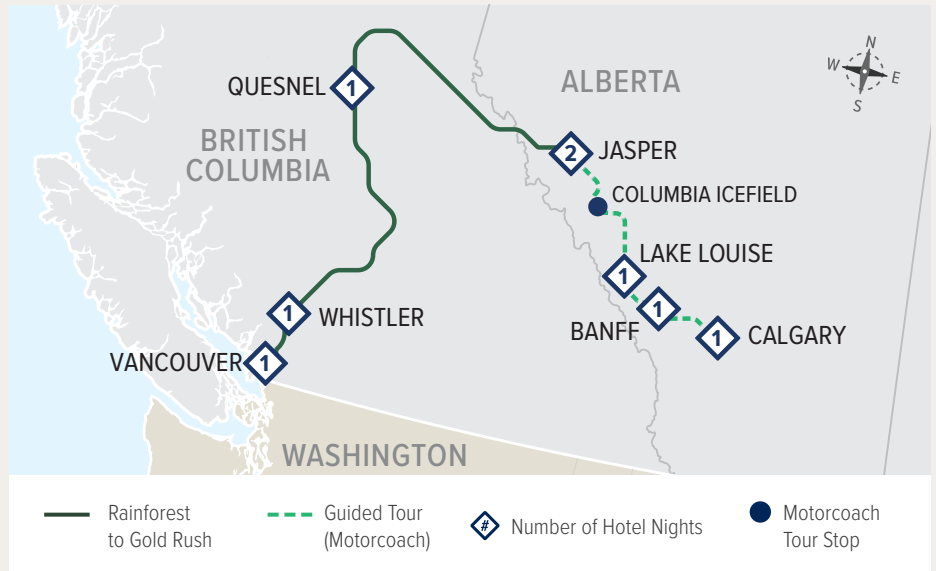 N
W
E
S
ALBERTA
QUESNEL
1
BRITISH
COLUMBIA
2
JASPER
COLUMBIA ICEFIELD
LAKE LOUISE
1
1
BANFF
1
CALGARY
1
WHISTLER
VANCOUVER
1
WASHINGTON
Rainforest
to Gold Rush
Guided Tour
(Motorcoach)
#
Number of Hotel Nights
Motorcoach
Tour Stop